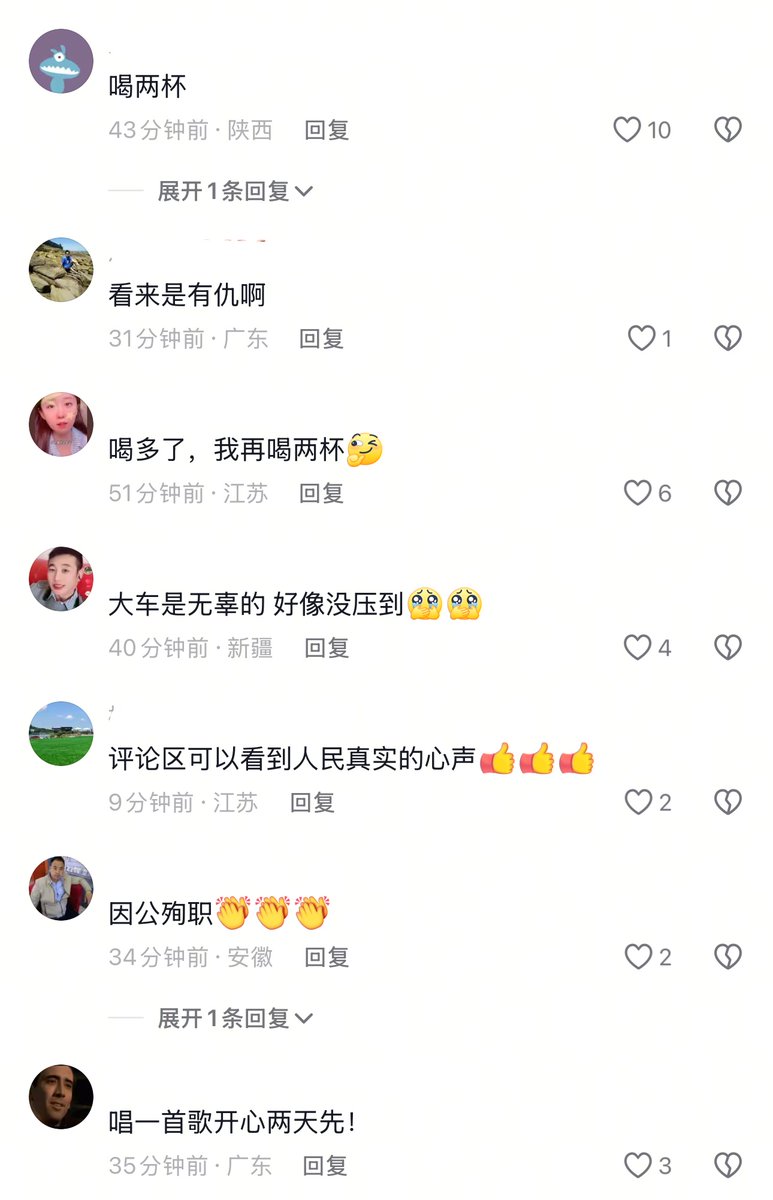 喝两杯
43分钟前·陕西 回复
10
展开1条回复
看来是有仇啊
31分钟前·广东 回复
1
喝多了，我再喝两杯
51分钟前·江苏 回复
6
大车是无辜的 好像没压到
40分钟前·新疆 回复
4
评论区可以看到人民真实的心声
9分钟前·江苏 回复
2
因公殉职
34分钟前·安徽 回复
2
展开1条回复
唱一首歌开心两天先！
35分钟前·广东 回复
3